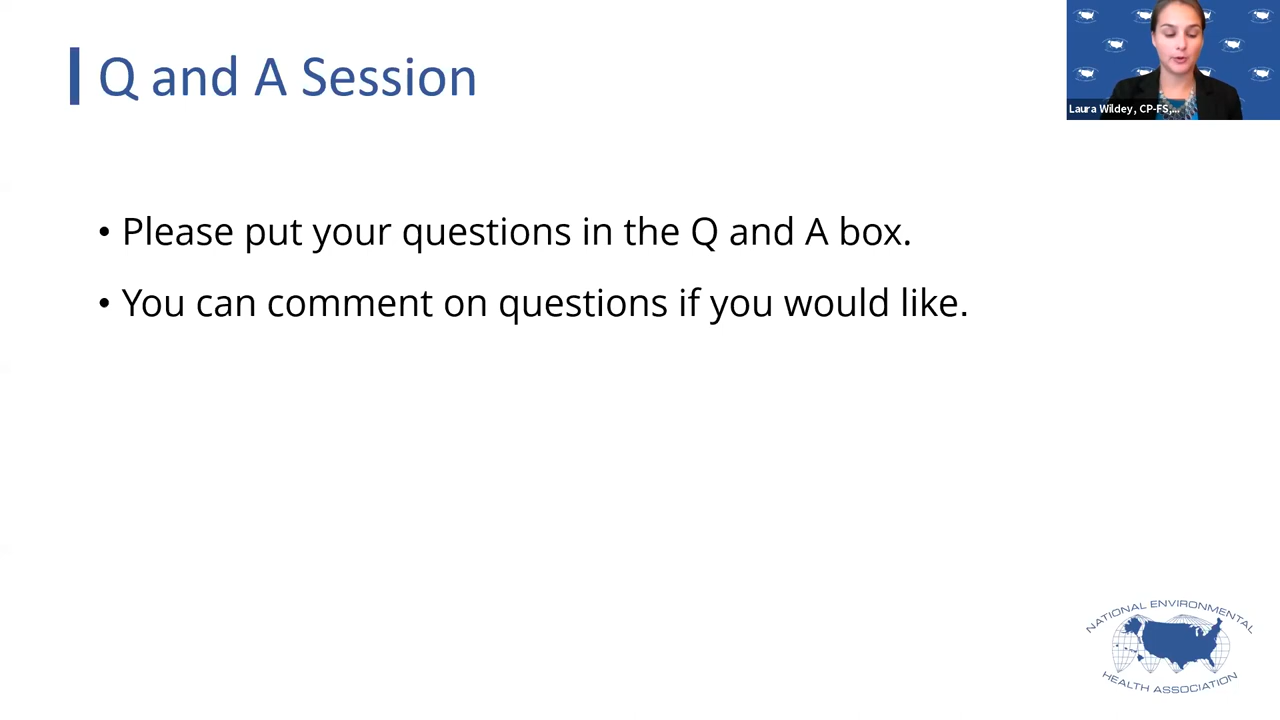 Q and A Session
Laura Wildey, CP-FS,...
• Please put your questions in the Q and A box.
• You can comment on questions if you would like.
NATIONAL ENVIRONMENTAL
HEALTH ASSOCIATION